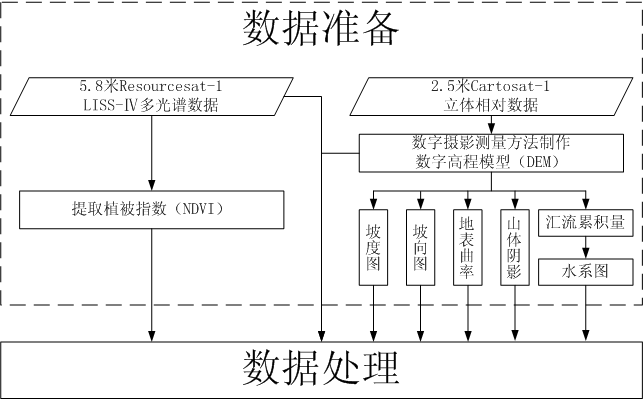 数据准备
5.8米Resourcesat-1
LISS-Ⅳ多光谱数据
2.5米Cartosat-1
立体相对数据
数字摄影测量方法制作
数字高程模型（DEM）
提取植被指数（NDVI）
坡度图
坡向图
地表曲率
山体阴影
汇流累积量
水系图
数据处理